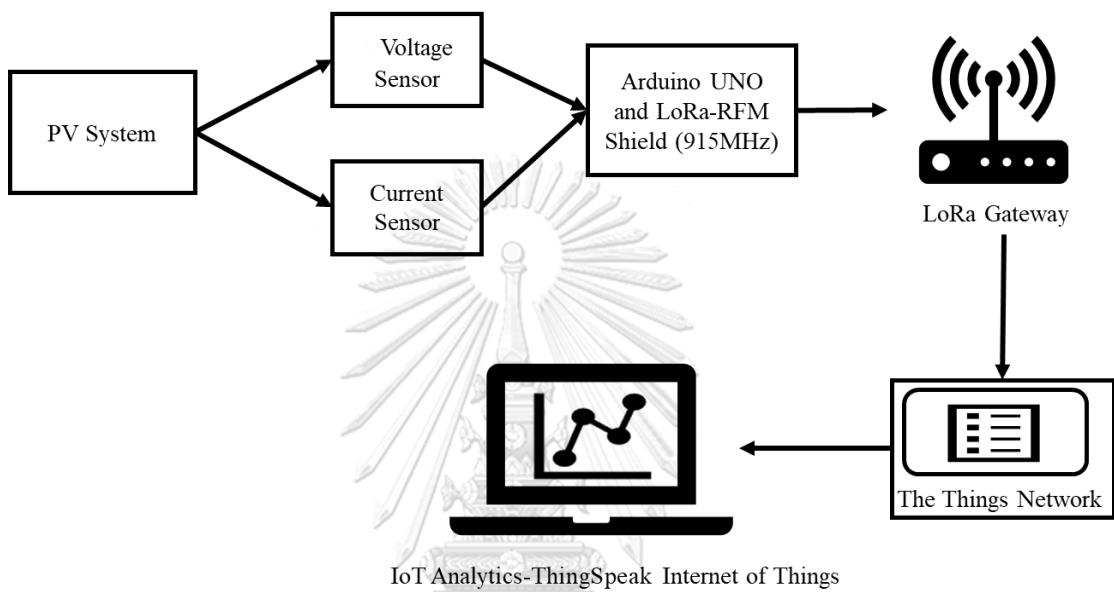 PV System
Voltage
Sensor
Current
Sensor
Arduino UNO
and LoRa-RFM
Shield (915MHz)
LoRa Gateway
The Things Network
IoT Analytics-ThingSpeak Internet of Things